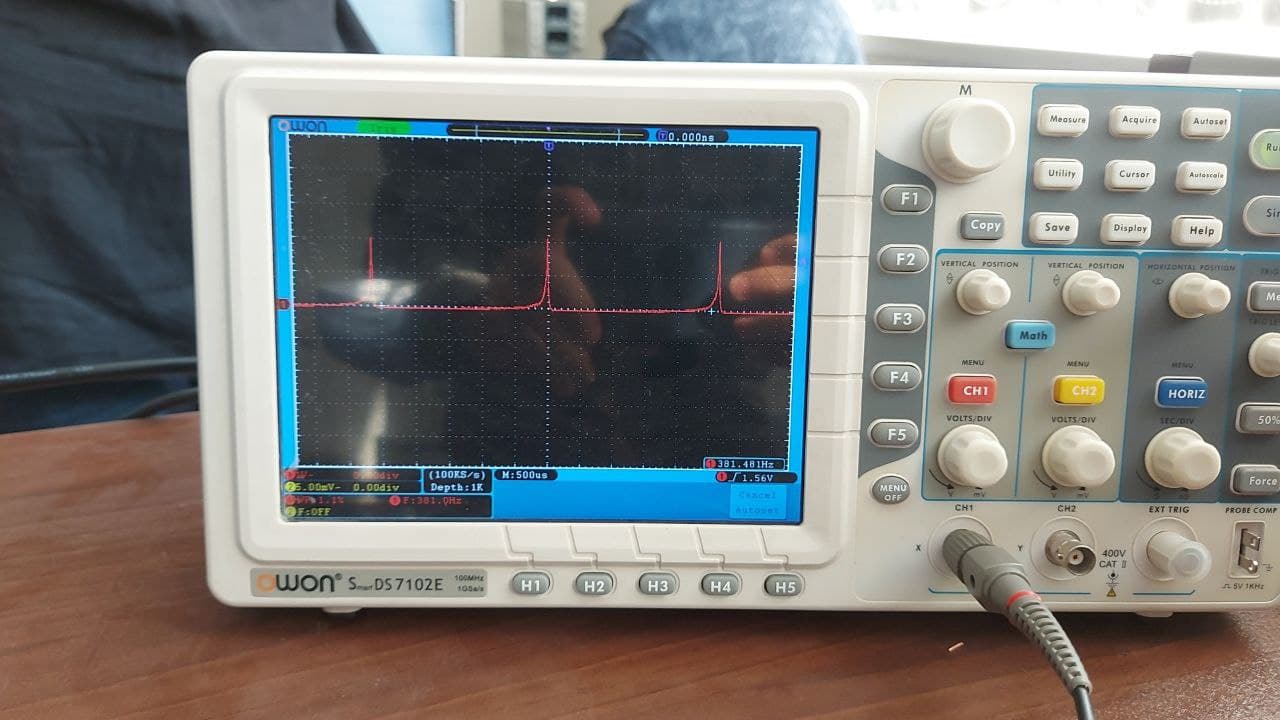 OWON
0.000ns
381.481Hz
(100KS/s)
Depth:1K
M:500us
1.56V
2 5.00mV~ 0.00div
F:381.0Hz
F:OFF
Cancel
Autoset
OWON® SmartDS7102E
100MHz
1GSa/s
H1
H2
H3
H4
H5
F1
F2
F3
F4
F5
MENU
OFF
M
Copy
Measure
Acquire
Autoset
Utility
Cursor
Autoscale
Save
Display
Help
VERTICAL POSITION
VERTICAL POSITION
HORIZONTAL POSITION
Math
MENU
MENU
MENU
CH1
CH2
HORIZ
VOLTS/DIV
VOLTS/DIV
SEC/DIV
V mV
V mV
50%
Force
CH1
CH2
EXT TRIG
PROBE COMP
X
Y
400V
CAT II
5V 1KHz